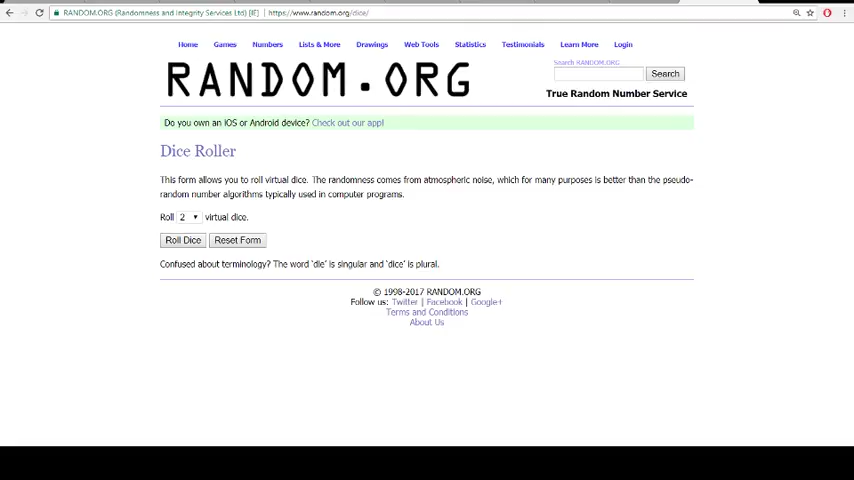 RANDOM.ORG (Randomness and Integrity Services Ltd) [IE] | https://www.random.org/dice/
Home Games Numbers Lists & More Drawings Web Tools Statistics Testimonials Learn More Login
RANDOM.ORG
Search RANDOM.ORG
Search
True Random Number Service
Do you own an iOS or Android device? Check out our app!
Dice Roller
This form allows you to roll virtual dice. The randomness comes from atmospheric noise, which for many purposes is better than the pseudo-
random number algorithms typically used in computer programs.
Roll 2 virtual dice.
Roll Dice Reset Form
Confused about terminology? The word 'die' is singular and 'dice' is plural.
© 1998-2017 RANDOM.ORG
Follow us: Twitter | Facebook | Google+
Terms and Conditions
About Us